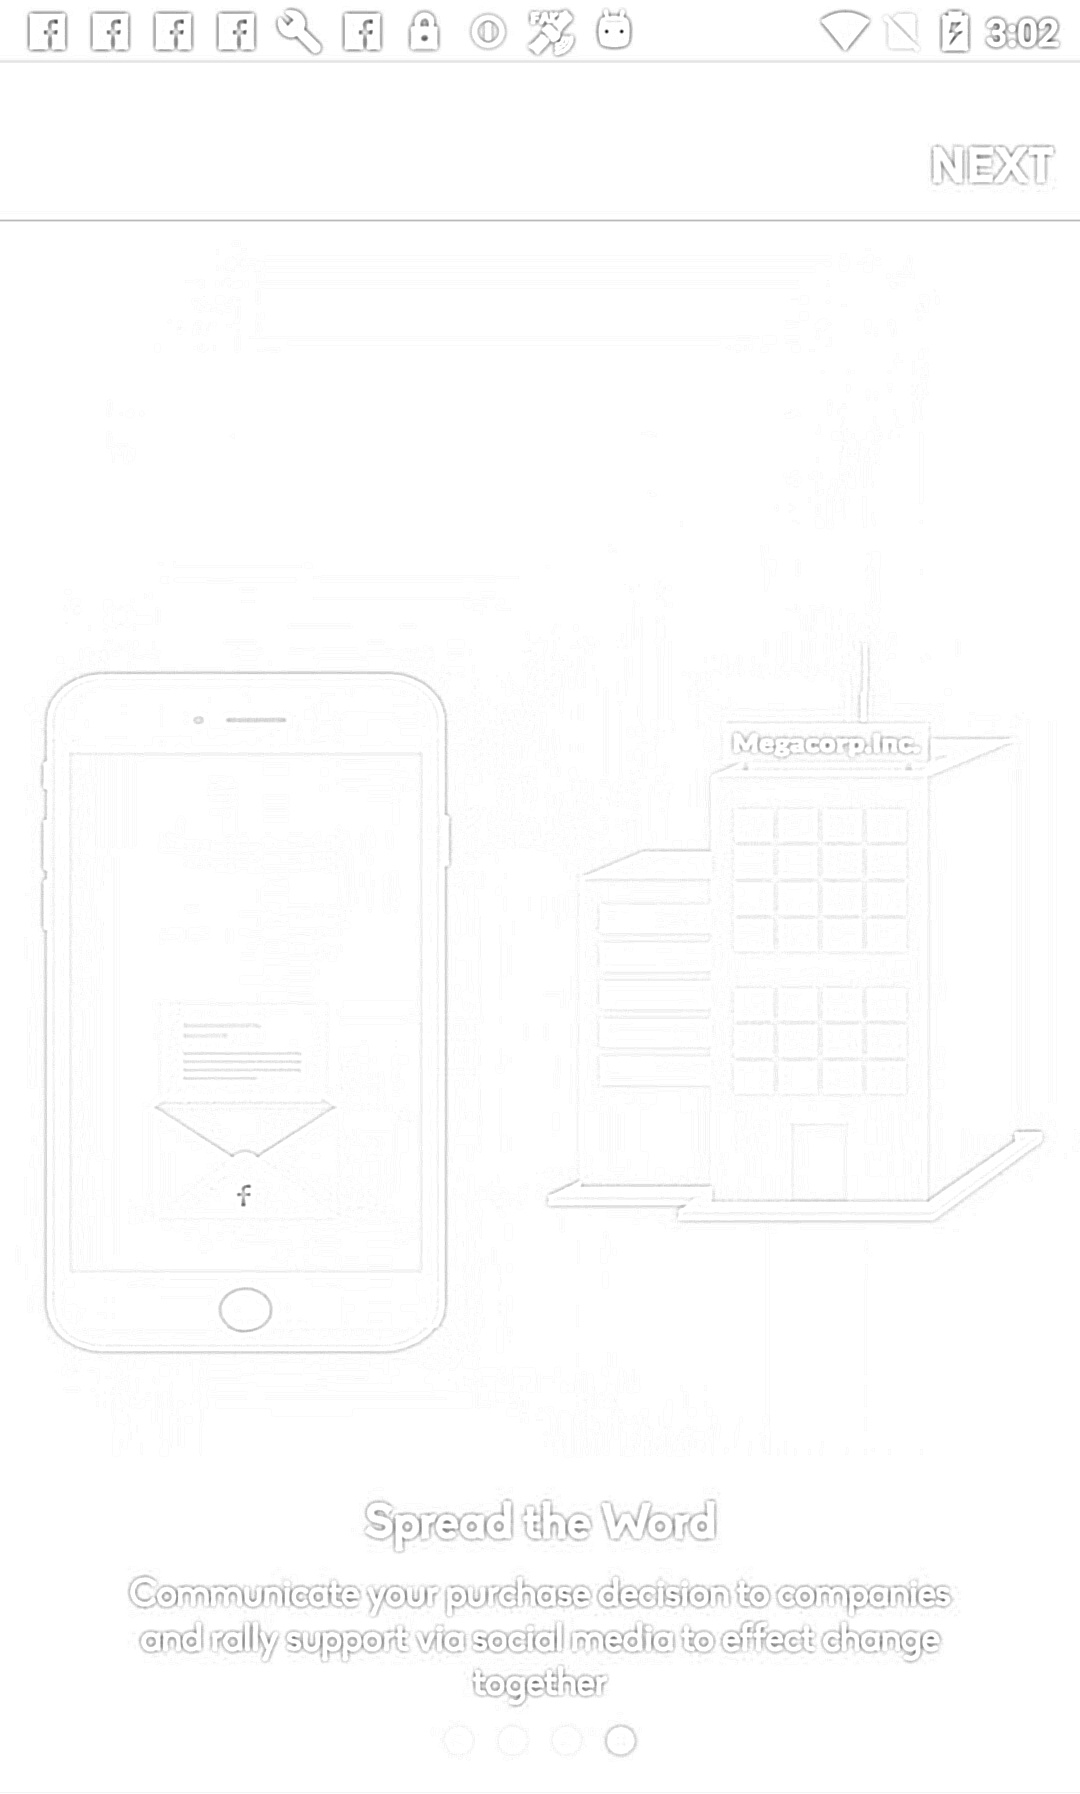 3:02
NEXT
Megacorp.Inc.
f
Spread the Word
Communicate your purchase decision to companies
and rally support via social media to effect change
together